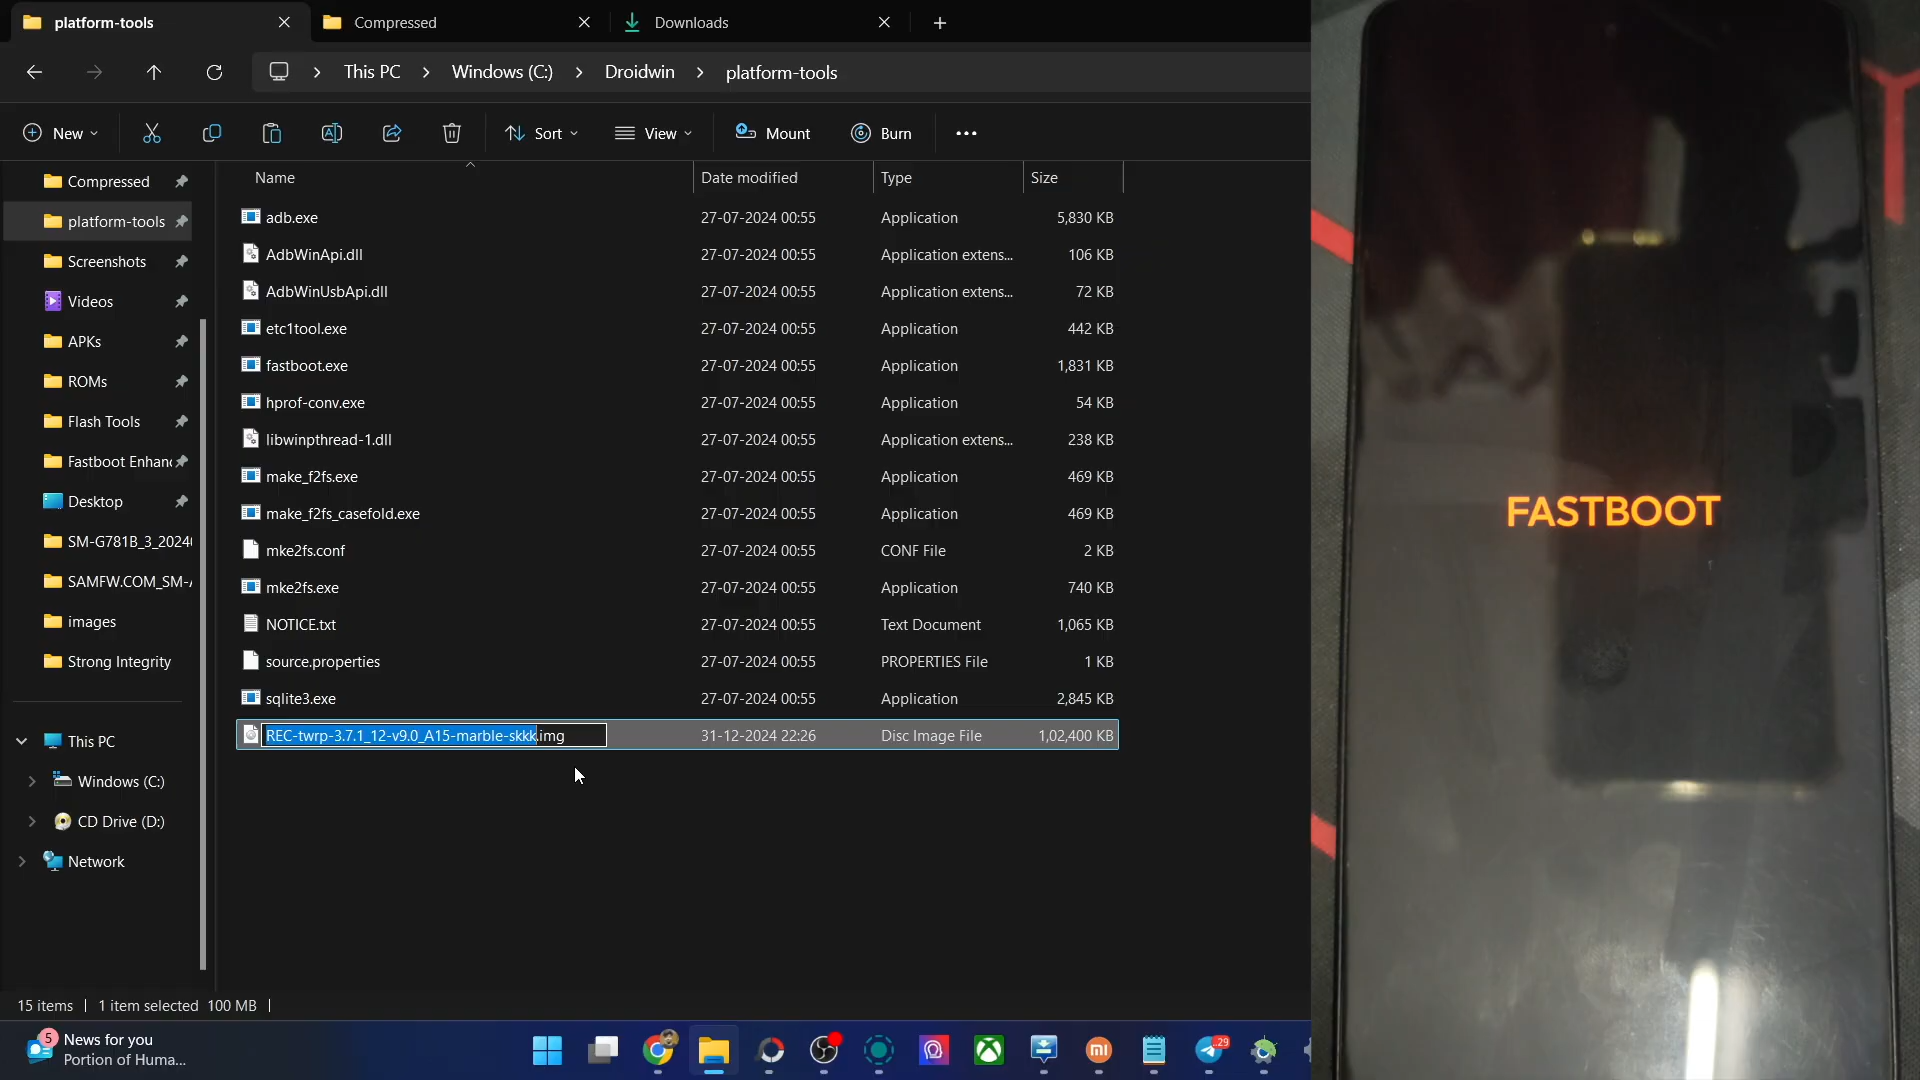 platform-tools
Compressed
Downloads
This PC
Windows (C:)
Droidwin
platform-tools
New
Sort
View
Mount
Burn
Name
Date modified
Type
Size
Compressed
platform-tools
Screenshots
Videos
APKs
ROMs
Flash Tools
Fastboot Enhanc
Desktop
SM-G781B_3_2024
SAMFW.COM_SM-
images
Strong Integrity
This PC
Windows (C:)
CD Drive (D:)
Network
adb.exe 27-07-2024 00:55 Application 5,830 KB
AdbWinApi.dll 27-07-2024 00:55 Application extens... 106 KB
AdbWinUsbApi.dll 27-07-2024 00:55 Application extens... 72 KB
etc1tool.exe 27-07-2024 00:55 Application 442 KB
fastboot.exe 27-07-2024 00:55 Application 1,831 KB
hprof-conv.exe 27-07-2024 00:55 Application 54 KB
libwinpthread-1.dll 27-07-2024 00:55 Application extens... 238 KB
make_f2fs.exe 27-07-2024 00:55 Application 469 KB
make_f2fs_casefold.exe 27-07-2024 00:55 Application 469 KB
mke2fs.conf 27-07-2024 00:55 CONF File 2 KB
mke2fs.exe 27-07-2024 00:55 Application 740 KB
NOTICE.txt 27-07-2024 00:55 Text Document 1,065 KB
source.properties 27-07-2024 00:55 PROPERTIES File 1 KB
sqlite3.exe 27-07-2024 00:55 Application 2,845 KB
REC-twrp-3.7.1_12-v9.0_A15-marble-skkk.img 31-12-2024 22:26 Disc Image File 1,02,400 KB
15 items
1 item selected 100 MB
5
News for you
Portion of Huma...
mi
29
FASTBOOT